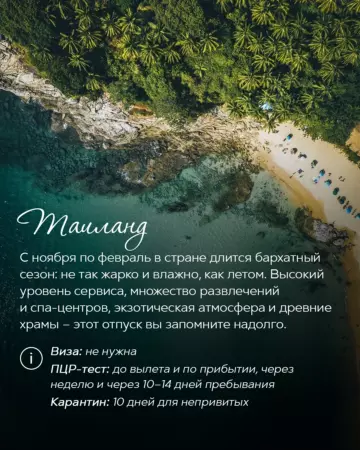 Таиланд
С ноября по февраль в стране длится бархатный
сезон: не так жарко и влажно, как летом. Высокий
уровень сервиса, множество развлечений
и спа-центров, экзотическая атмосфера и древние
храмы – этот отпуск вы запомните надолго.
i
Виза: не нужна
ПЦР-тест: до вылета и по прибытии, через
неделю и через 10–14 дней пребывания
Карантин: 10 дней для непривитых